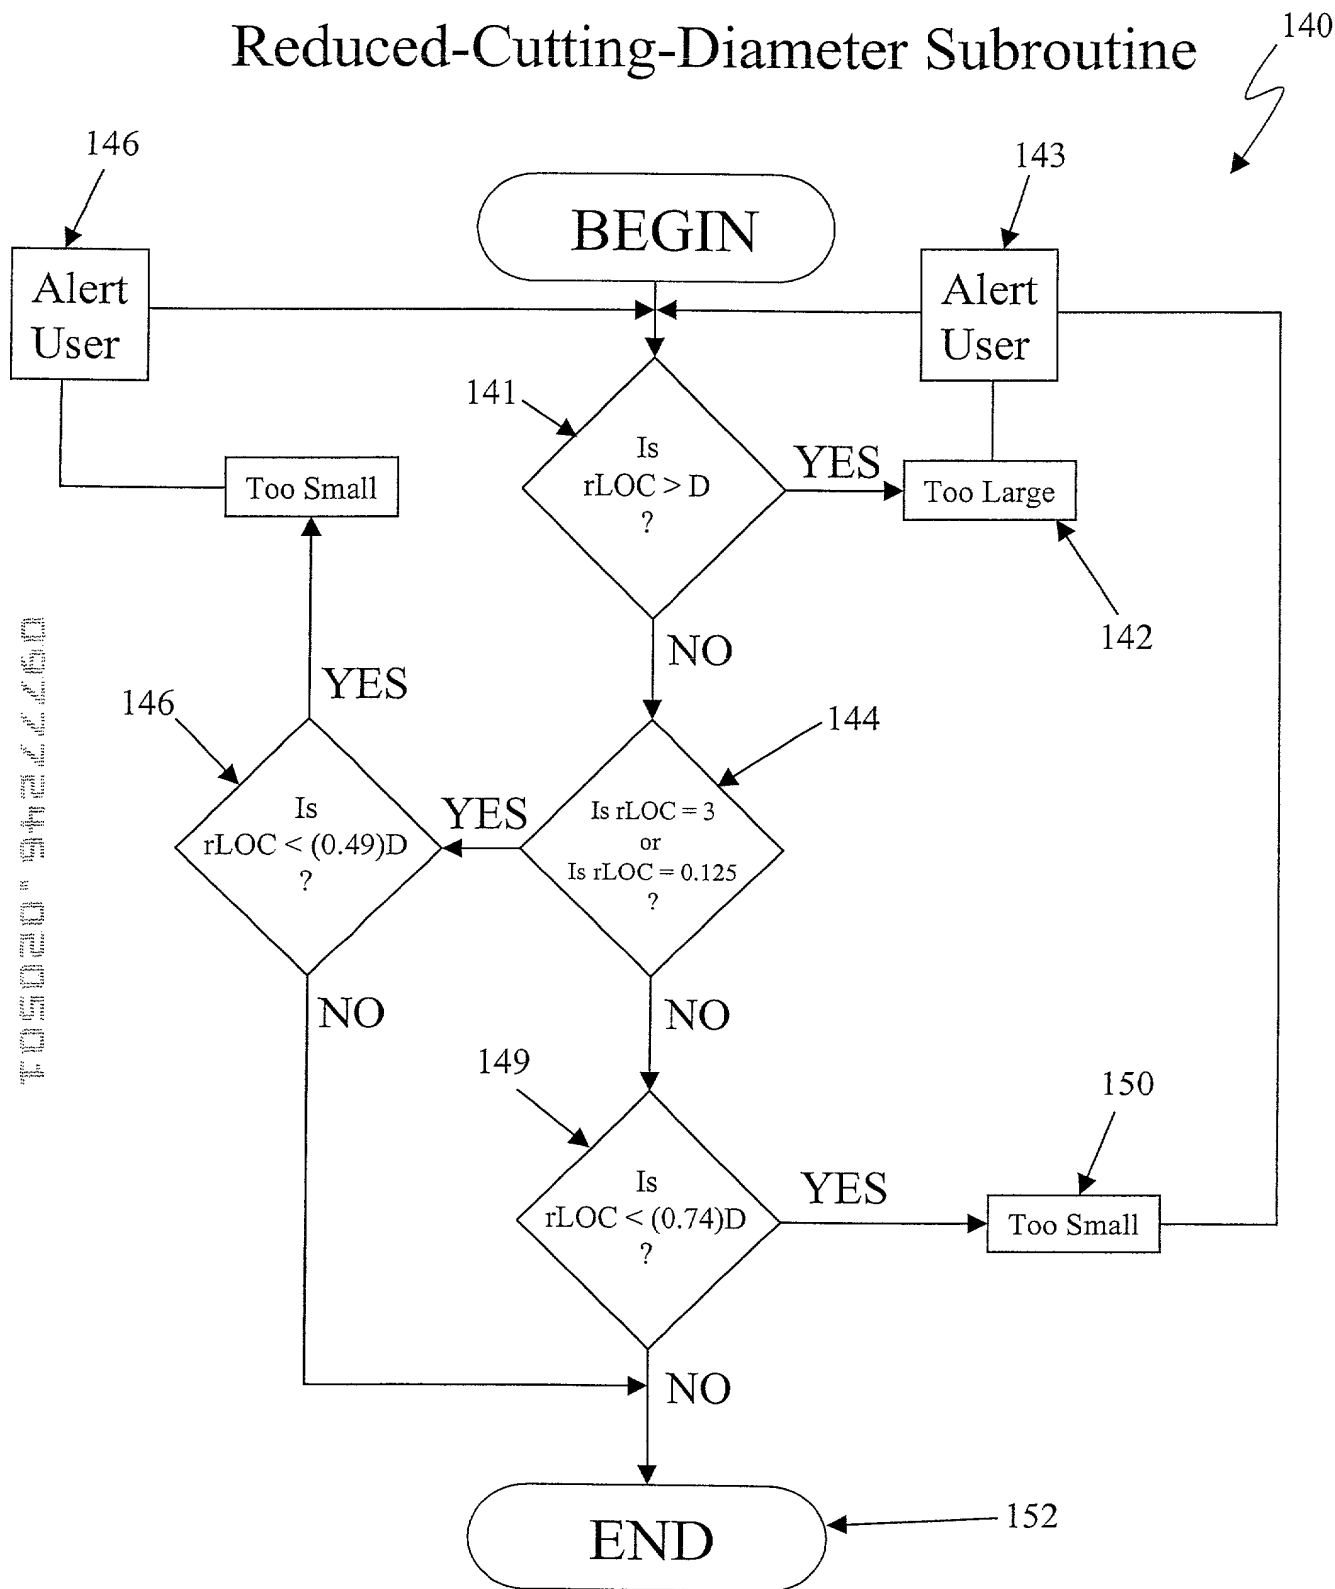 Reduced-Cutting-Diameter Subroutine
140
146
143
BEGIN
Alert
User
Alert
User
141
Is
rLOC > D
?
YES
Too Large
Too Small
142
NO
YES
146
144
Is
rLOC < (0.49)D
?
YES
Is rLOC = 3
or
Is rLOC = 0.125
?
NO
NO
149
150
Is
rLOC < (0.74)D
?
YES
Too Small
NO
END
152
09777245.020501